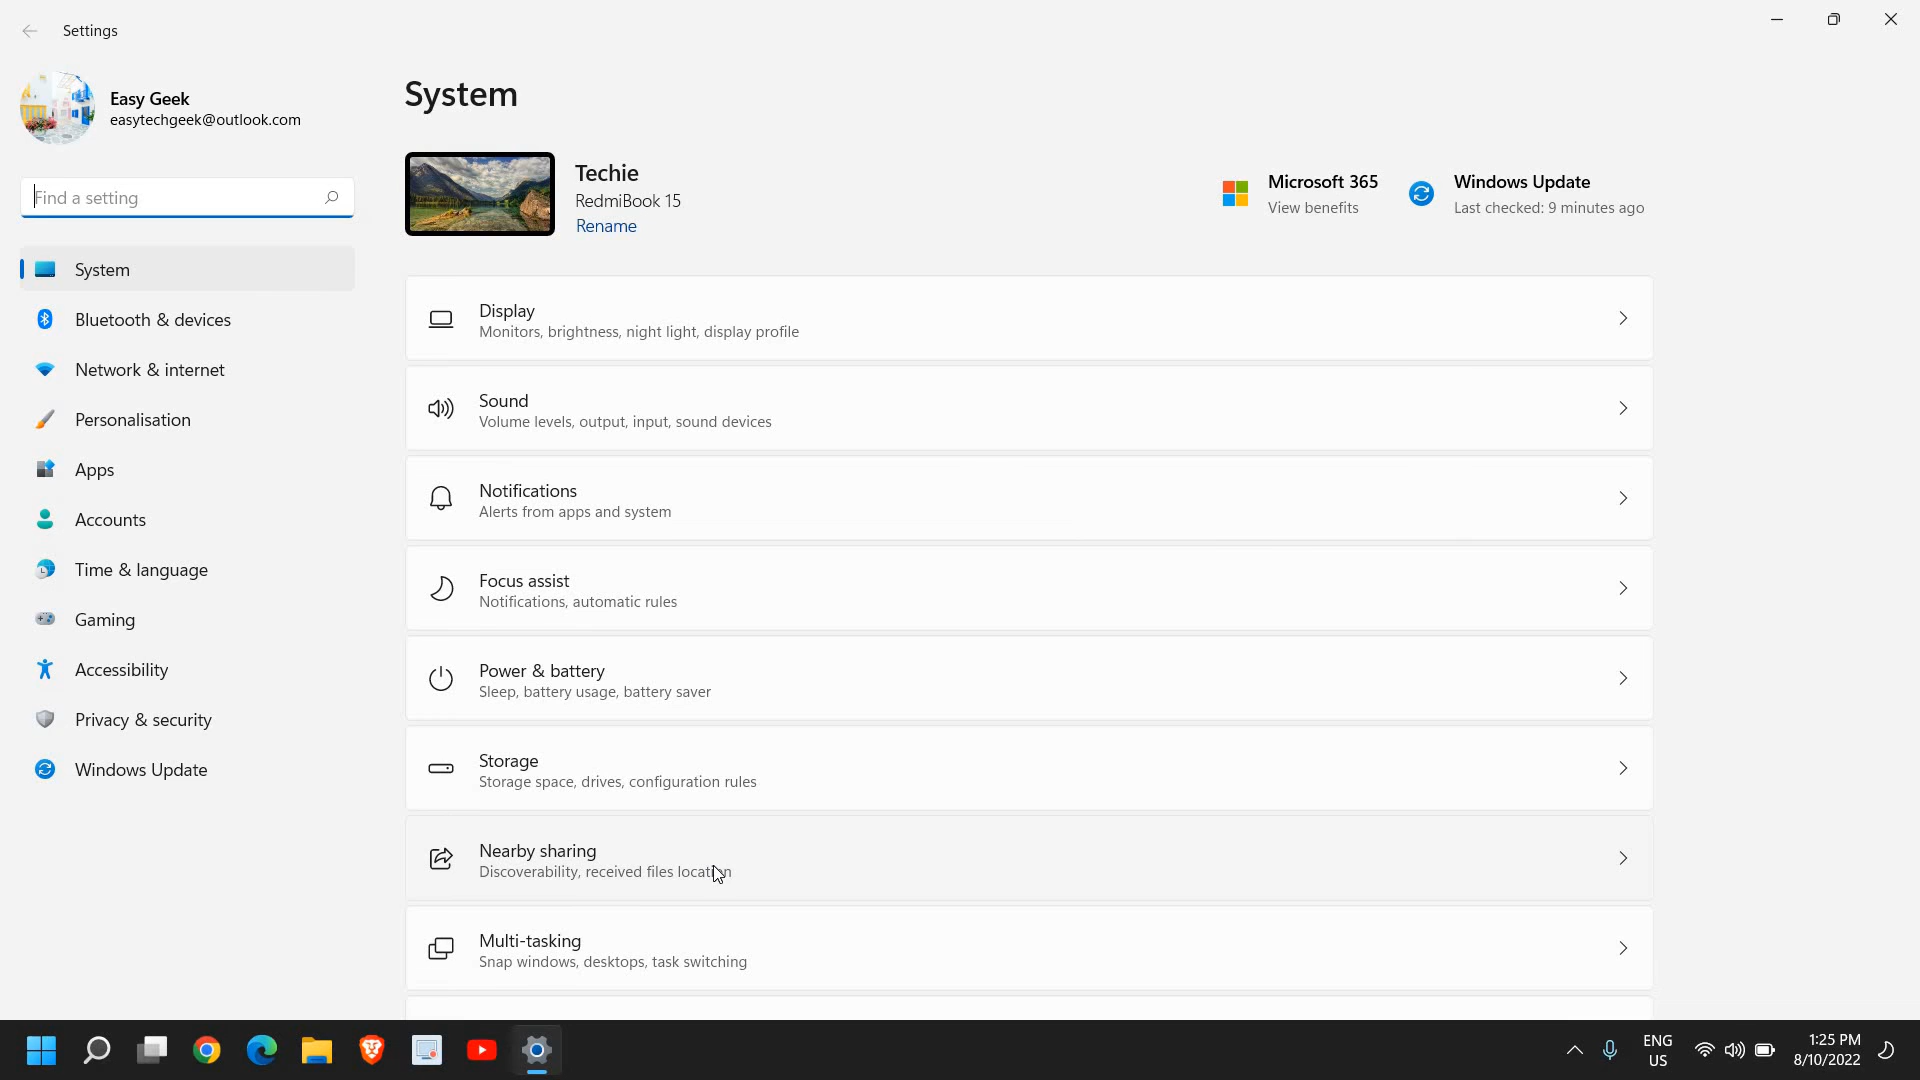 Settings
Easy Geek
easytechgeek@outlook.com
Find a setting
System
Bluetooth & devices
Network & internet
Personalisation
Apps
Accounts
Time & language
Gaming
Accessibility
Privacy & security
Windows Update
System
Techie
RedmiBook 15
Rename
Microsoft 365
View benefits
Windows Update
Last checked: 9 minutes ago
Display
Monitors, brightness, night light, display profile
Sound
Volume levels, output, input, sound devices
Notifications
Alerts from apps and system
Focus assist
Notifications, automatic rules
Power & battery
Sleep, battery usage, battery saver
Storage
Storage space, drives, configuration rules
Nearby sharing
Discoverability, received files location
Multi-tasking
Snap windows, desktops, task switching
ENG
US
1:25 PM
8/10/2022